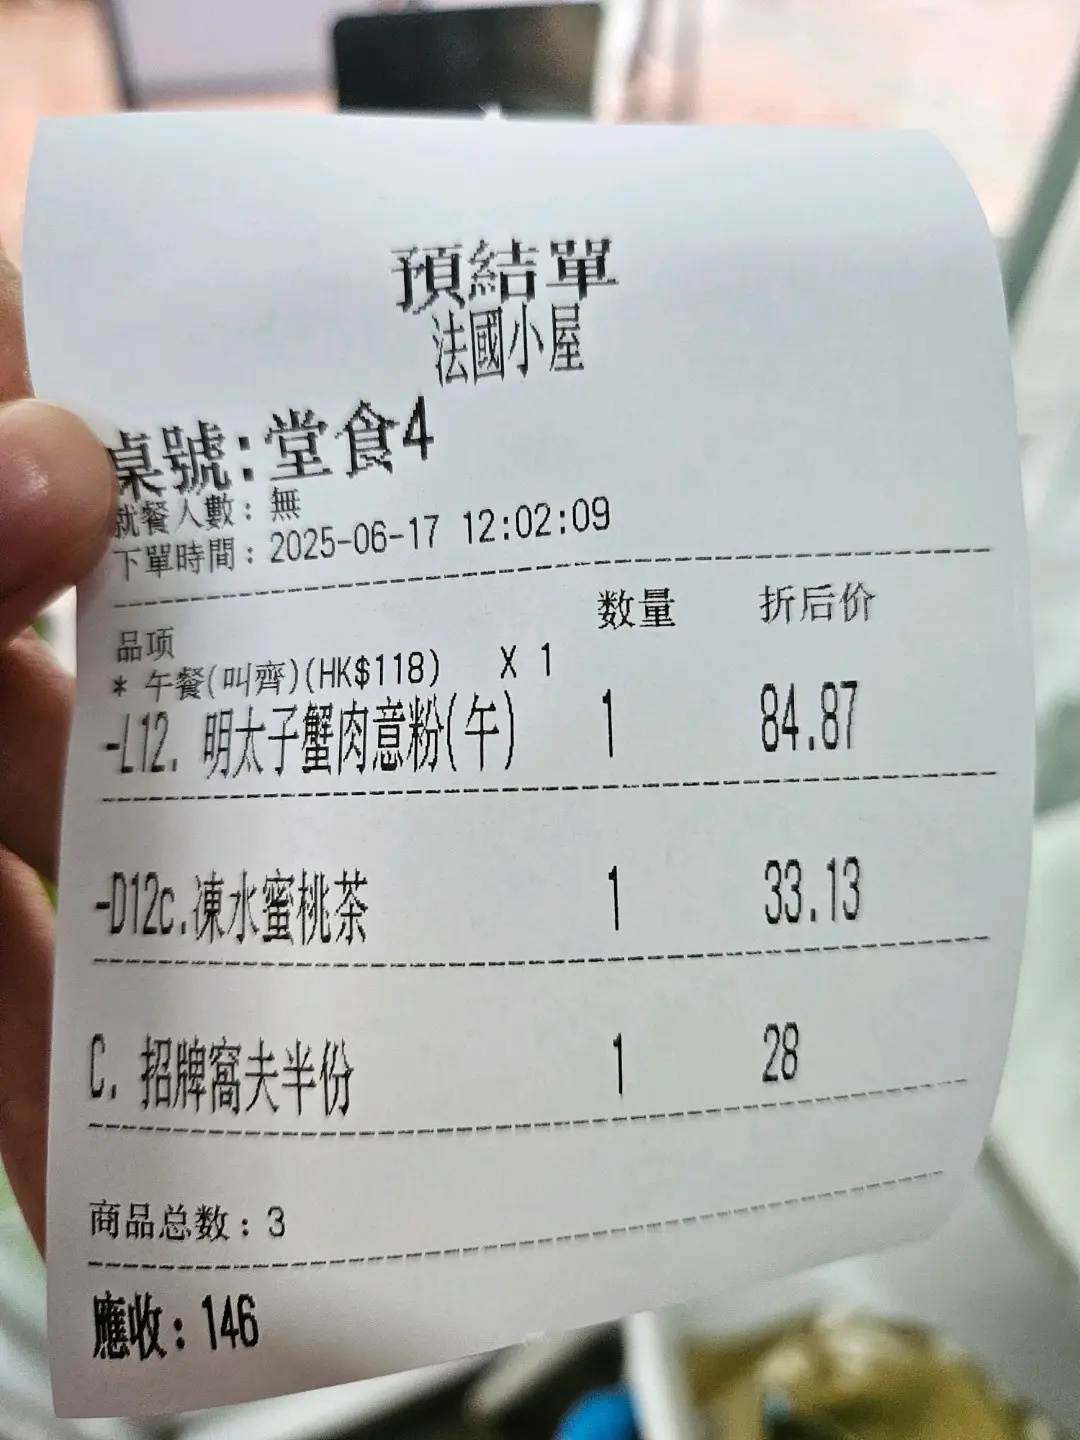 預結單
法國小屋
桌號:堂食4
就餐人數: 無
下單時間: 2025-06-17 12:02:09
品项 数量 折后价
* 午餐(叫齊)(HK$118) X 1
-L12. 明太子蟹肉意粉(午) 1 84.87
-D12c.凍水蜜桃茶 1 33.13
C. 招牌窩夫半份 1 28
商品总数: 3
應收: 146